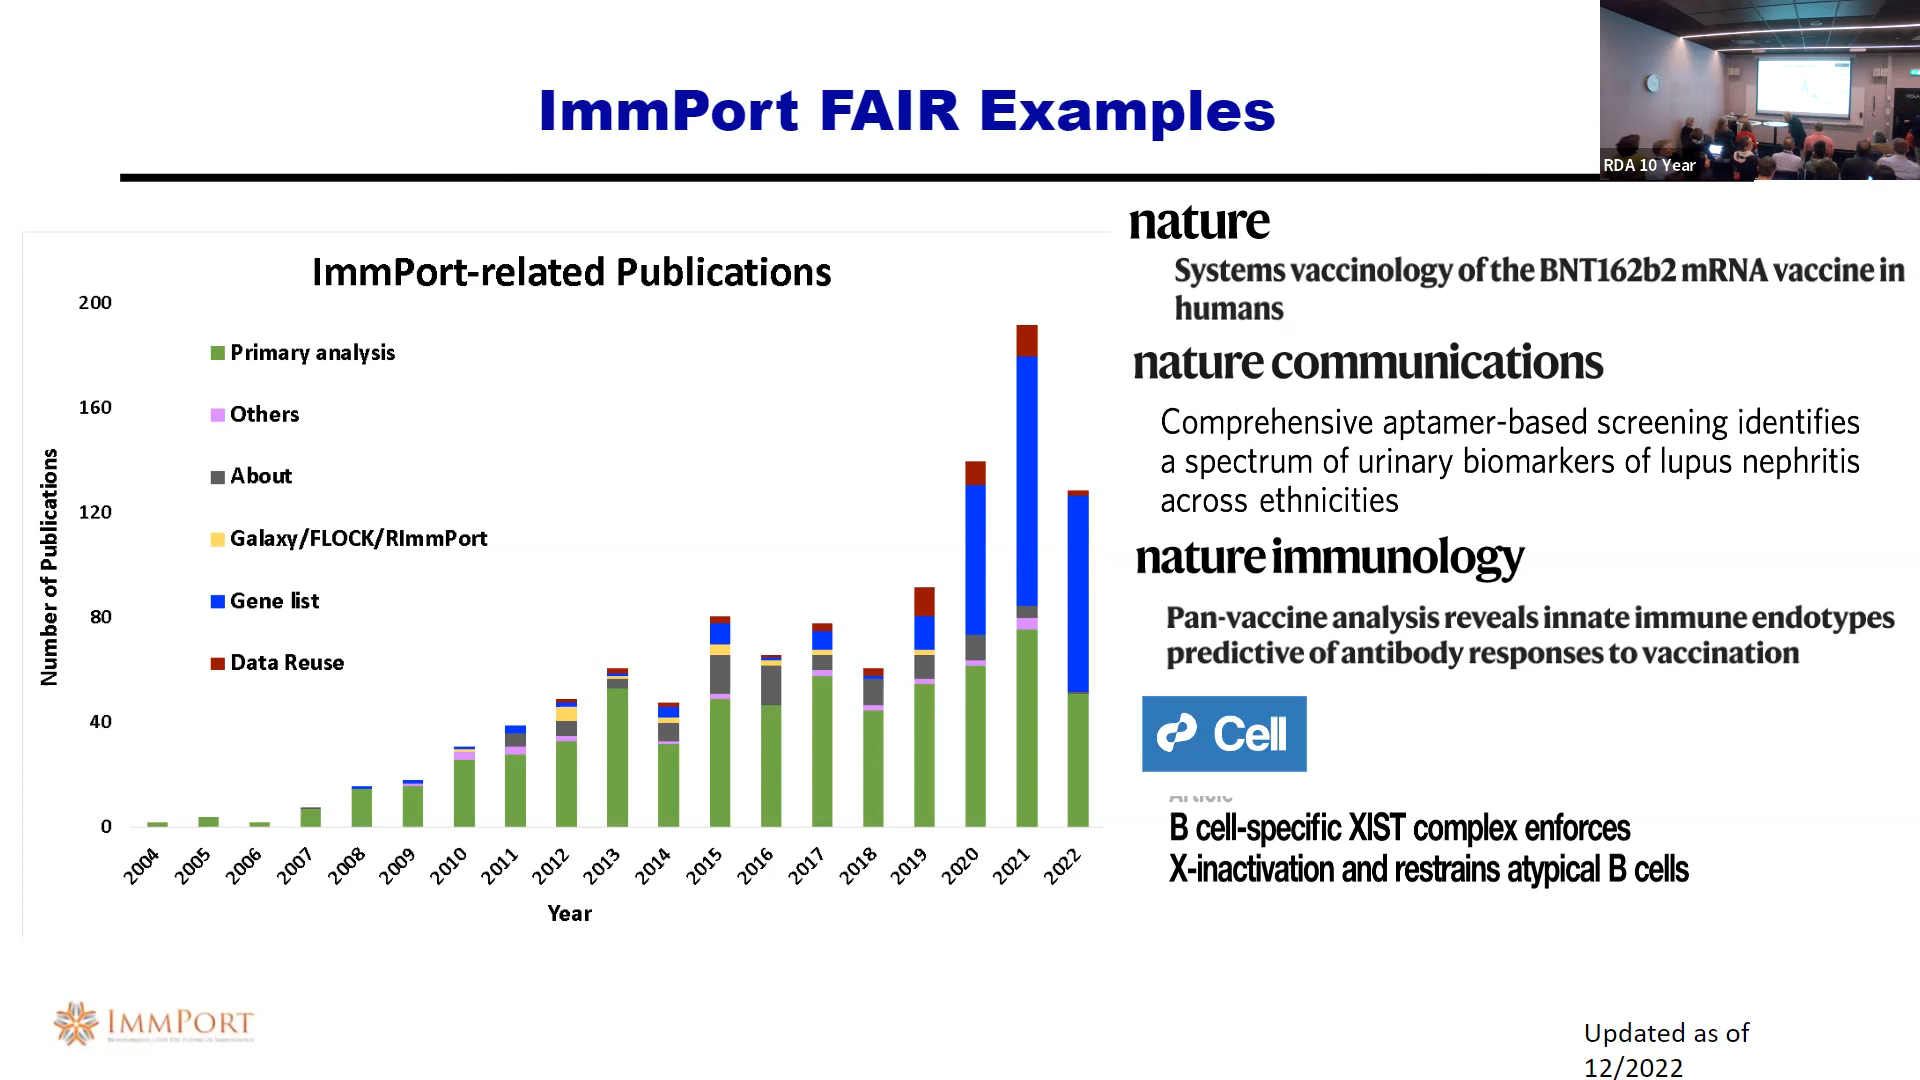 ImmPort FAIR Examples
RDA 10 Year
ImmPort-related Publications
200
160
120
80
40
0
Number of Publications
Primary analysis
Others
About
Galaxy/FLOCK/RImmPort
Gene list
Data Reuse
2004 2005 2006 2007 2008 2009 2010 2011 2012 2013 2014 2015 2016 2017 2018 2019 2020 2021 2022
Year
nature
Systems vaccinology of the BNT162b2 mRNA vaccine in
humans
nature communications
Comprehensive aptamer-based screening identifies
a spectrum of urinary biomarkers of lupus nephritis
across ethnicities
nature immunology
Pan-vaccine analysis reveals innate immune endotypes
predictive of antibody responses to vaccination
Cell
Article
B cell-specific XIST complex enforces
X-inactivation and restrains atypical B cells
IMMPORT
Updated as of
12/2022